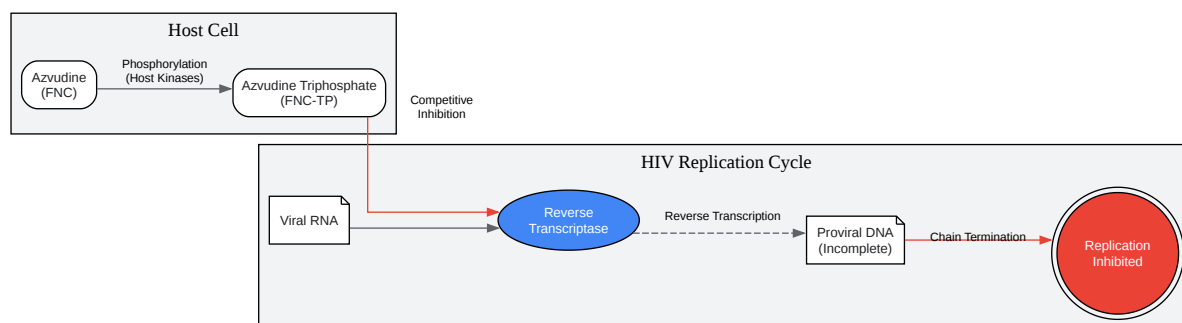 Host Cell
Azvudine
(FNC)
Phosphorylation
(Host Kinases)
Azvudine Triphosphate
(FNC-TP)
Competitive
Inhibition
HIV Replication Cycle
Viral RNA
Reverse
Transcriptase
Reverse Transcription
Proviral DNA
(Incomplete)
Chain Termination
Replication
Inhibited